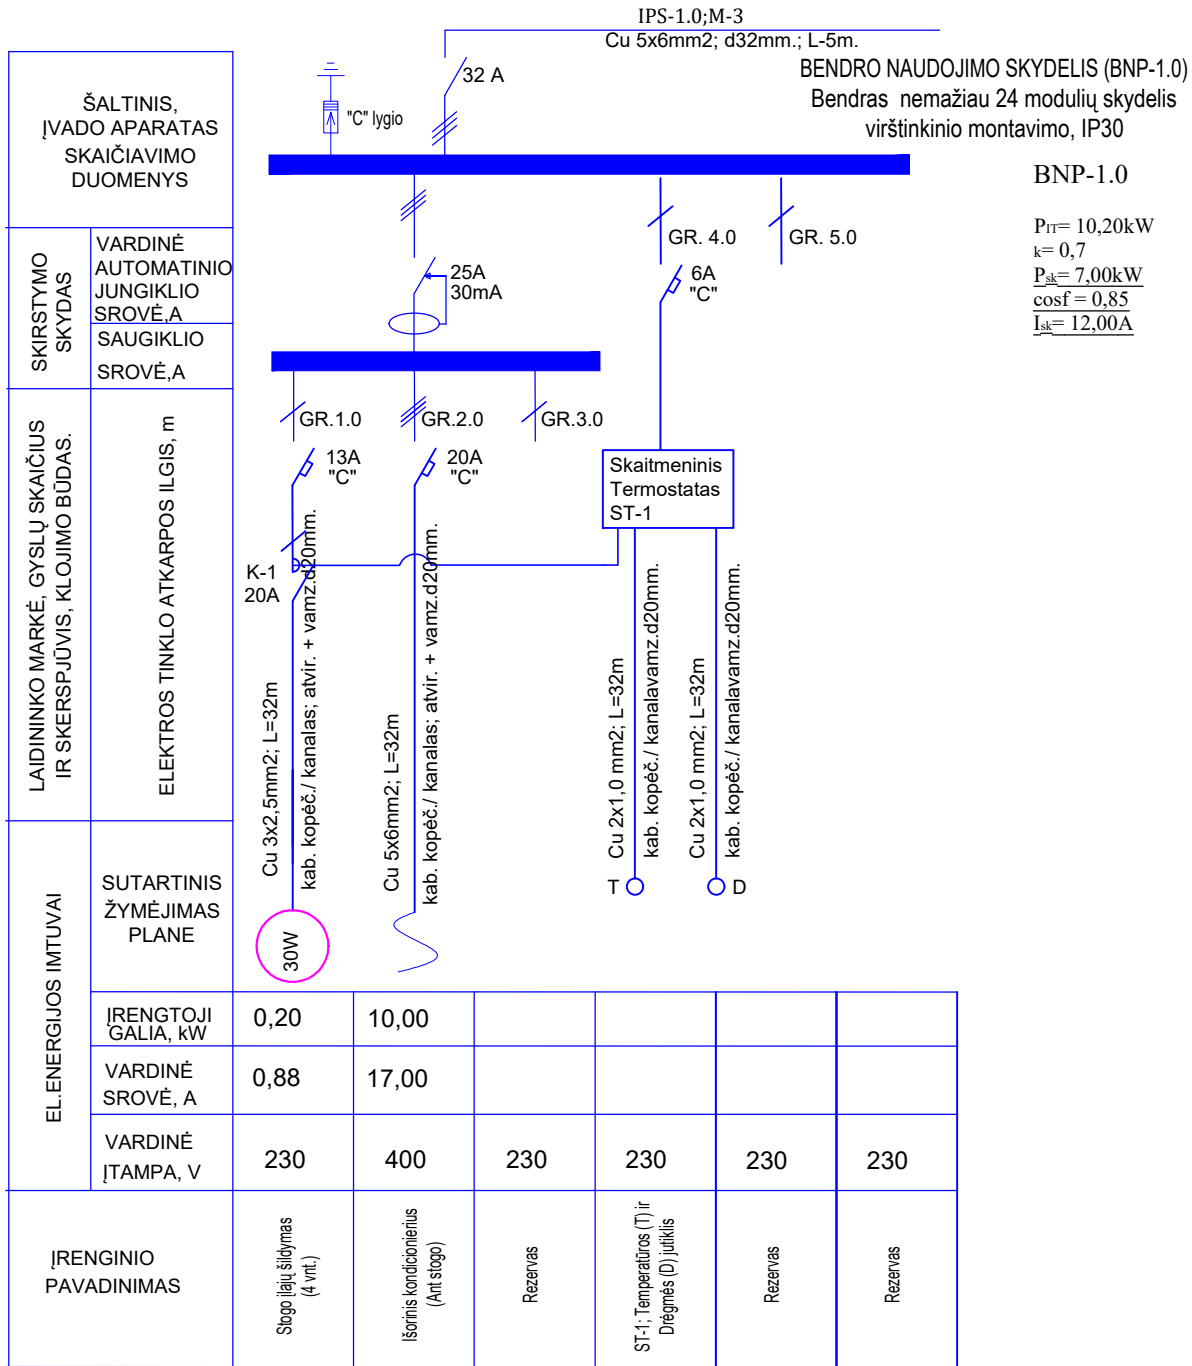 IPS-1.0;M-3
Cu 5x6mm2; d32mm.; L-5m.
BENDRO NAUDOJIMO SKYDELIS (BNP-1.0)
Bendras nemažiau 24 modulių skydelis
virštinkinio montavimo, IP30
BNP-1.0
PIT= 10,20kW
k= 0,7
Psk= 7,00kW
cosf = 0,85
Isk= 12,00A
ŠALTINIS,
ĮVADO APARATAS
SKAIČIAVIMO
DUOMENYS
"C" lygio
32 A
SKIRSTYMO
SKYDAS
VARDINĖ
AUTOMATINIO
JUNGIKLIO
SROVĖ,A
SAUGIKLIO
SROVĖ,A
25A
30mA
GR. 4.0
GR. 5.0
6A
"C"
GR.1.0
GR.2.0
GR.3.0
13A
"C"
20A
"C"
Skaitmeninis
Termostatas
ST-1
K-1
20A
LAIDININKO MARKĖ, GYSLŲ SKAIČIUS
IR SKERSPJŪVIS, KLOJIMO BŪDAS.
ELEKTROS TINKLO ATKARPOS ILGIS, m
Cu 3x2,5mm2; L=32m
kab. kopėč./ kanalas; atvir. + vamz.d20mm.
Cu 5x6mm2; L=32m
kab. kopėč./ kanalas; atvir. + vamz.d20mm.
Cu 2x1,0 mm2; L=32m
kab. kopėč./ kanalavamz.d20mm.
Cu 2x1,0 mm2; L=32m
kab. kopėč./ kanalavamz.d20mm.
T
D
EL.ENERGIJOS IMTUVAI
SUTARTINIS
ŽYMĖJIMAS
PLANE
30W
ĮRENGTOJI
GALIA, kW
0,20
10,00
VARDINĖ
SROVĖ, A
0,88
17,00
VARDINĖ
ĮTAMPA, V
230
400
230
230
230
230
ĮRENGINIO
PAVADINIMAS
Stogo įlajų šildymas
(4 vnt.)
Išorinis kondicionierius
(Ant stogo)
Rezervas
ST-1; Temperatūros (T) ir
Drėgmės (D) jutiklis
Rezervas
Rezervas